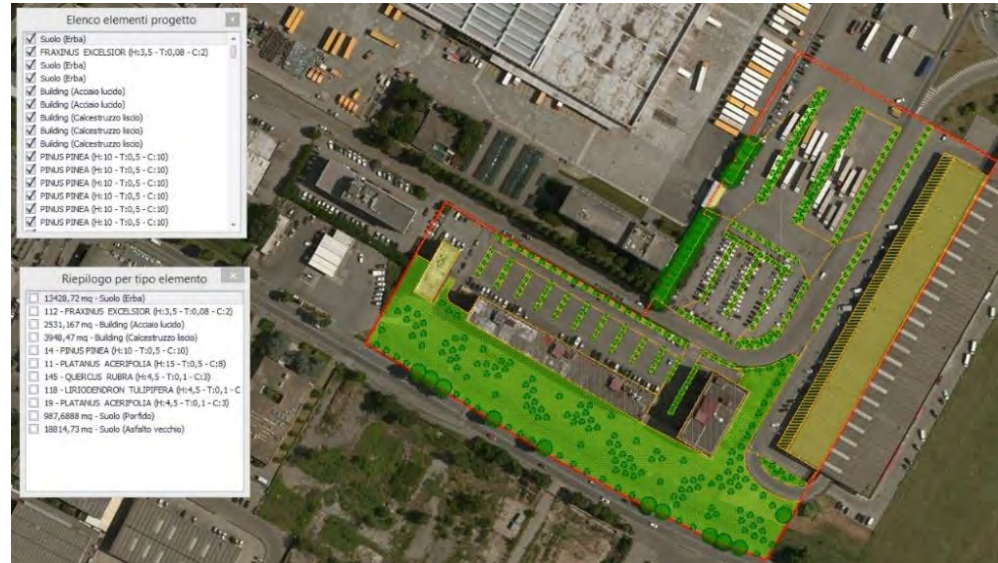 Elenco elementi progetto
Suolo (Erba)
FRAXINUS EXCELSIOR (H:3,5 - T:0,08 - C:2)
Suolo (Erba)
Suolo (Erba)
Building (Acciaio lucido)
Building (Acciaio lucido)
Building (Calcestruzzo liscio)
Building (Calcestruzzo liscio)
Building (Calcestruzzo liscio)
PINUS PINEA (H:10 - T:0,5 - C:10)
PINUS PINEA (H:10 - T:0,5 - C:10)
PINUS PINEA (H:10 - T:0,5 - C:10)
PINUS PINEA (H:10 - T:0,5 - C:10)
PINUS PINEA (H:10 - T:0,5 - C:10)
PINUS PINEA (H:10 - T:0,5 - C:10)
Riepilogo per tipo elemento
13428,72 mq - Suolo (Erba)
112 - FRAXINUS EXCELSIOR (H:3,5 - T:0,08 - C:2)
2531,167 mq - Building (Acciaio lucido)
3948,47 mq - Building (Calcestruzzo liscio)
14 - PINUS PINEA (H:10 - T:0,5 - C:10)
11 - PLATANUS ACERIFOLIA (H:15 - T:0,5 - C:8)
145 - QUERCUS RUBRA (H:4,5 - T:0,1 - C:3)
118 - LIRIODENDRON TULIPIFERA (H:4,5 - T:0,1 - C
19 - PLATANUS ACERIFOLIA (H:4,5 - T:0,1 - C:3)
987,6888 mq - Suolo (Porfido)
18814,73 mq - Suolo (Asfalto vecchio)